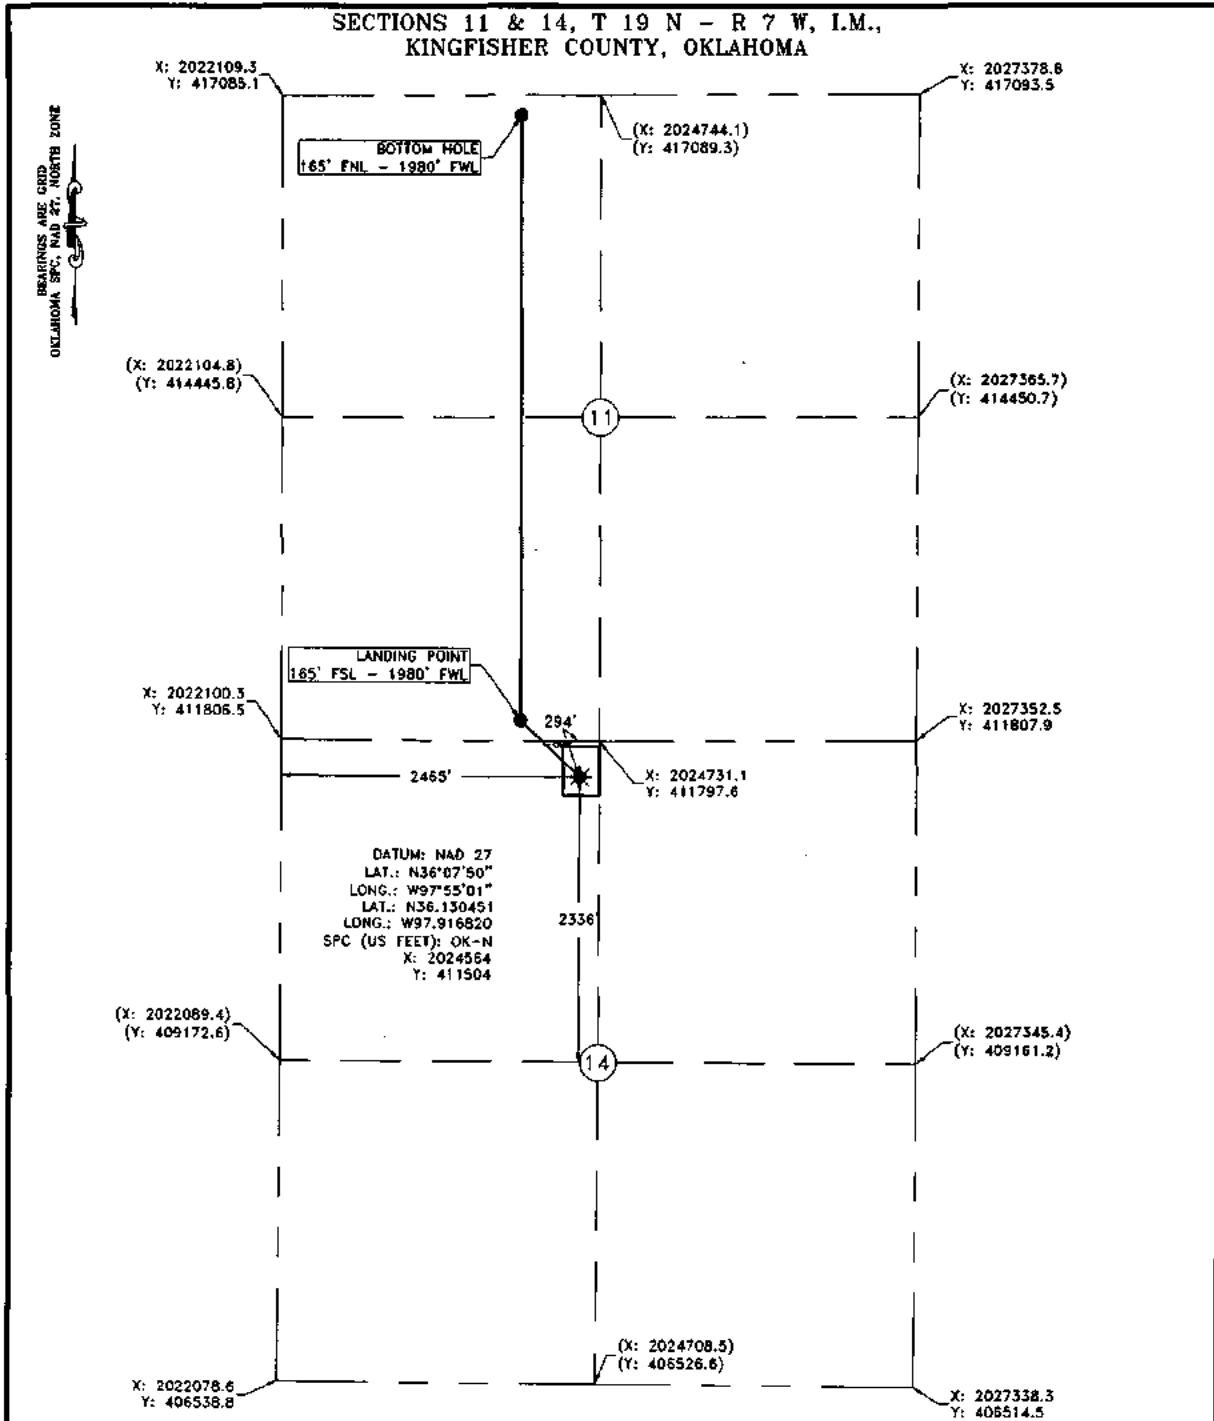 SECTIONS 11 & 14, T 19 N - R 7 W, I.M.,
KINGFISHER COUNTY, OKLAHOMA
X: 2022109.3
Y: 417085.1
X: 2027378.8
Y: 417093.5
(X: 2024744.1)
(Y: 417089.3)
BOTTOM HOLE
165' FNL - 1980' FWL
BEARINGS ARE GRID
OKLAHOMA SPC, NAD 27, NORTH ZONE
(X: 2022104.8)
(Y: 414445.8)
(X: 2027365.7)
(Y: 414450.7)
11
LANDING POINT
165' FSL - 1980' FWL
X: 2022100.3
Y: 411806.5
294'
X: 2027352.5
Y: 411807.9
2465'
X: 2024731.1
Y: 411797.6
DATUM: NAD 27
LAT.: N36°07'50"
LONG.: W97°55'01"
LAT.: N36.130451
LONG.: W97.916820
SPC (US FEET): OK-N
X: 2024564
Y: 411504
2336'
(X: 2022089.4)
(Y: 409172.6)
(X: 2027345.4)
(Y: 409161.2)
14
(X: 2024708.5)
(Y: 406526.6)
X: 2022078.6
Y: 406538.8
X: 2027338.3
Y: 406514.5